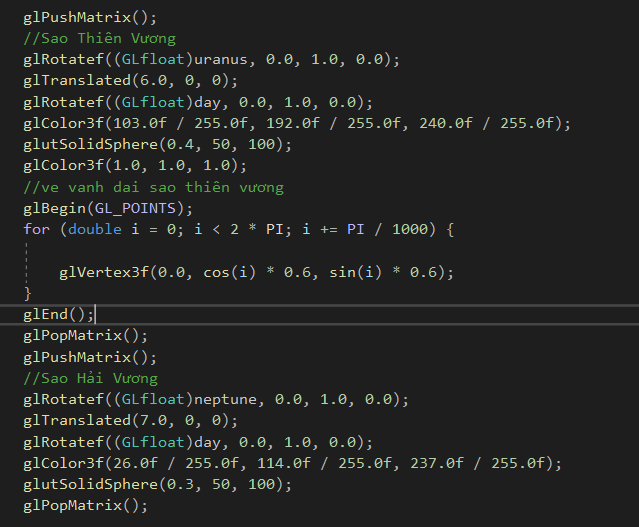 glPushMatrix();
//Sao Thiên Vương
glRotatef((GLfloat)uranus, 0.0, 1.0, 0.0);
glTranslated(6.0, 0, 0);
glRotatef((GLfloat)day, 0.0, 1.0, 0.0);
glColor3f(103.0f / 255.0f, 192.0f / 255.0f, 240.0f / 255.0f);
glutSolidSphere(0.4, 50, 100);
glColor3f(1.0, 1.0, 1.0);
//ve vanh dai sao thiên vương
glBegin(GL_POINTS);
for (double i = 0; i < 2 * PI; i += PI / 1000) {
glVertex3f(0.0, cos(i) * 0.6, sin(i) * 0.6);
}
glEnd();
glPopMatrix();
glPushMatrix();
//Sao Hải Vương
glRotatef((GLfloat)neptune, 0.0, 1.0, 0.0);
glTranslated(7.0, 0, 0);
glRotatef((GLfloat)day, 0.0, 1.0, 0.0);
glColor3f(26.0f / 255.0f, 114.0f / 255.0f, 237.0f / 255.0f);
glutSolidSphere(0.3, 50, 100);
glPopMatrix();